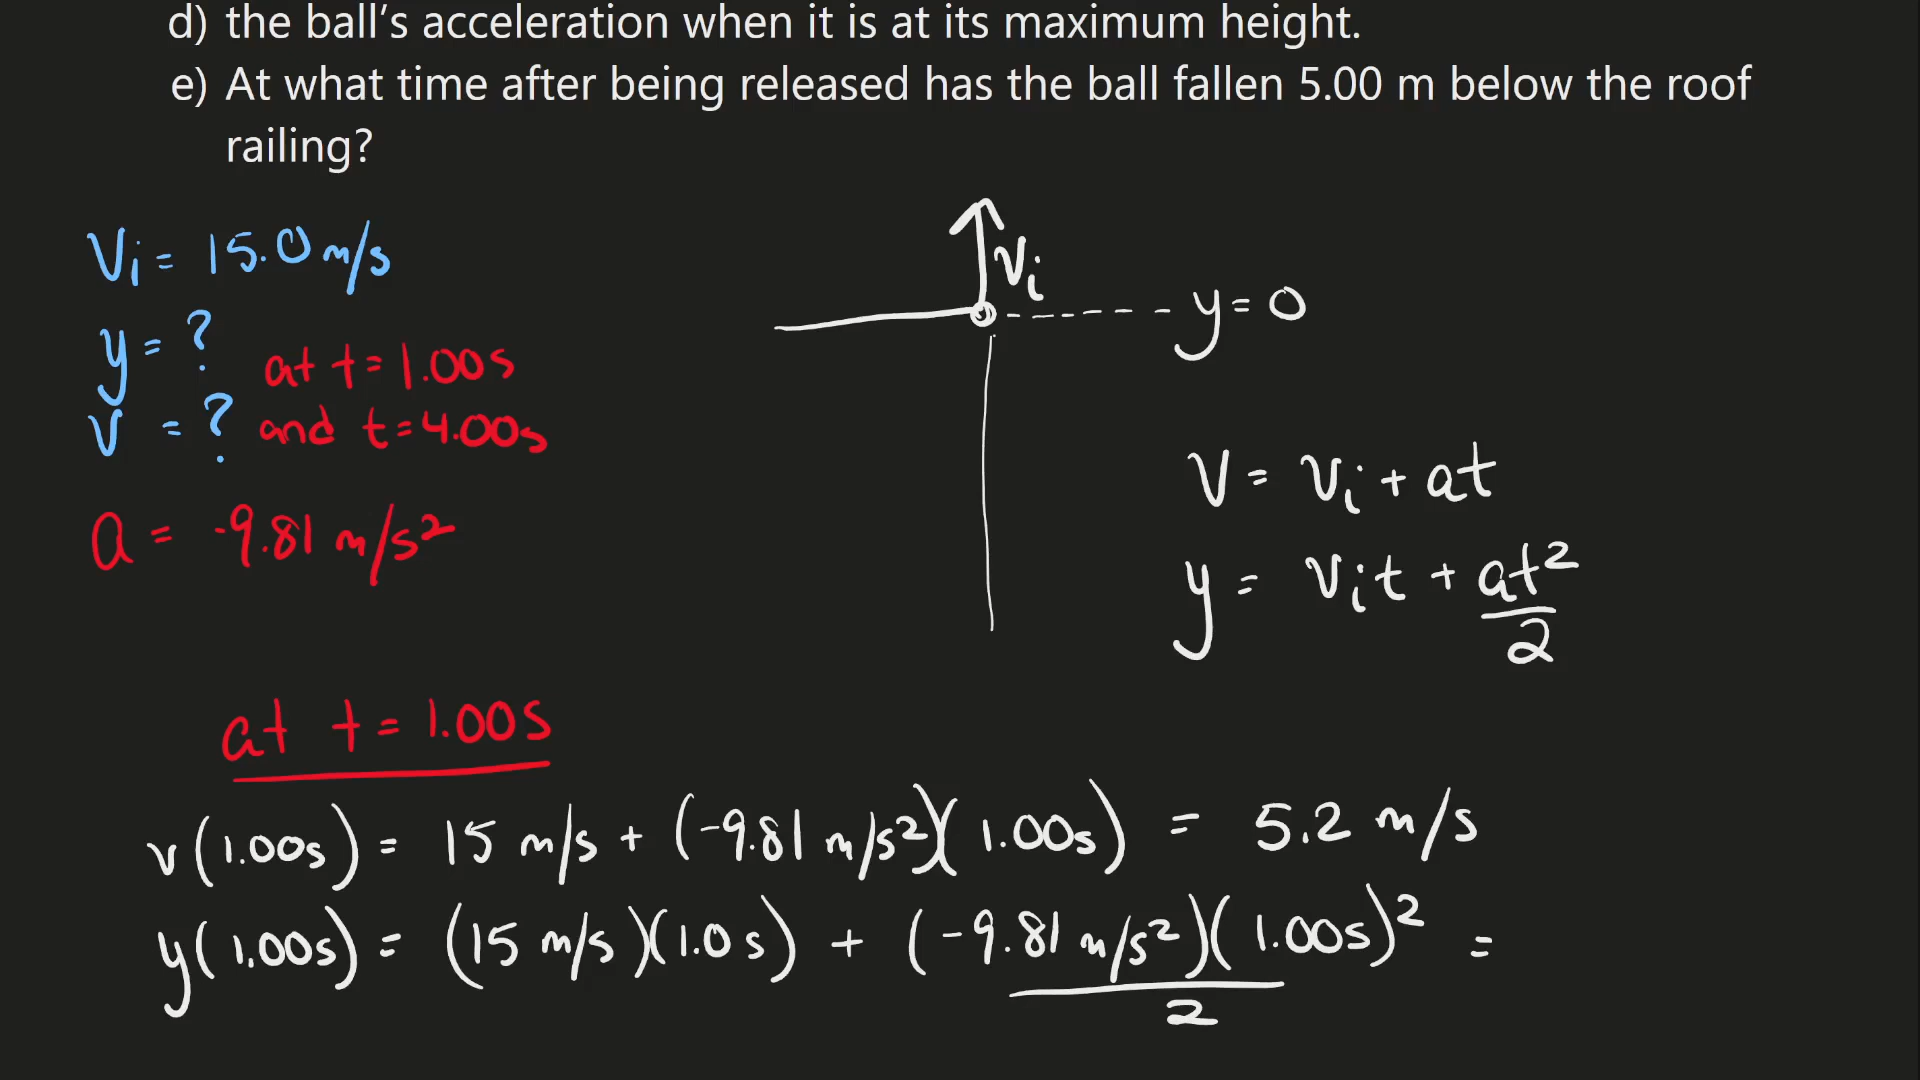 d) the ball's acceleration when it is at its maximum height.
e) At what time after being released has the ball fallen 5.00 m below the roof
railing?
Vi = 15.0 m/s
y = ?
at t = 1.00s
v = ? and t = 4.00s
a = -9.81 m/s²
Vi
y = 0
V = Vi + at
y = Vit + at²/2
at t = 1.00s
v(1.00s) = 15 m/s + (-9.81 m/s²)(1.00s) = 5.2 m/s
y(1.00s) = (15 m/s)(1.0 s) + (-9.81 m/s²)(1.00s)²/2 =